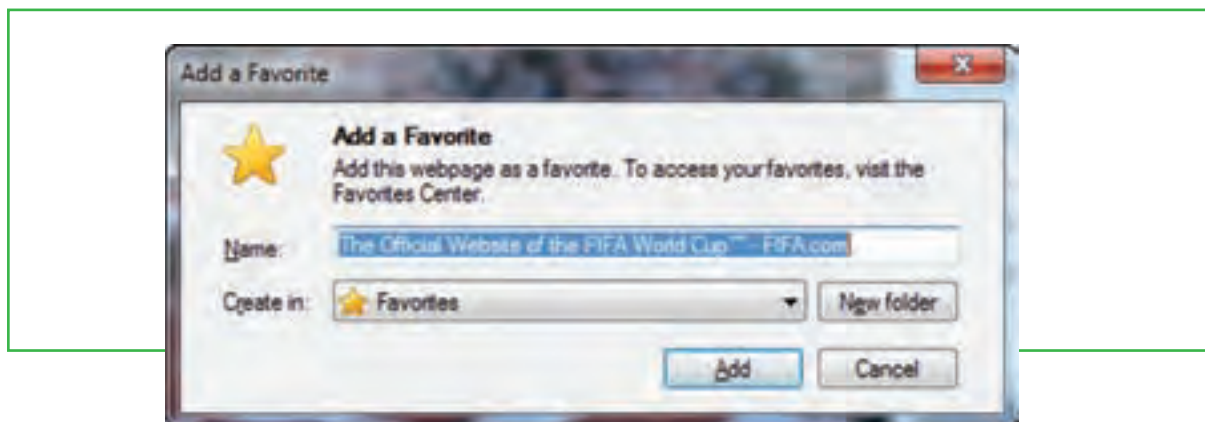 Add a Favorite
Add a Favorite
Add this webpage as a favorite. To access your favorites, visit the
Favorites Center.
Name: The Official Website of the FIFA World Cup™ - FIFA.com
Create in: Favorites New folder
Add Cancel